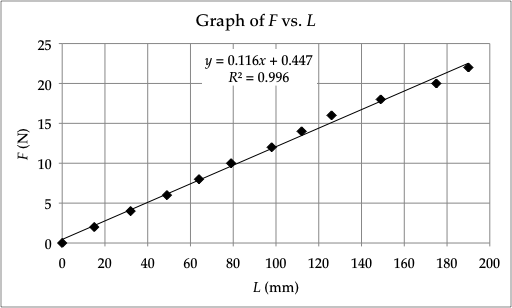 Graph of F vs. L
y = 0.116x + 0.447
R² = 0.996
25
20
15
10
5
0
F (N)
0 20 40 60 80 100 120 140 160 180 200
L (mm)